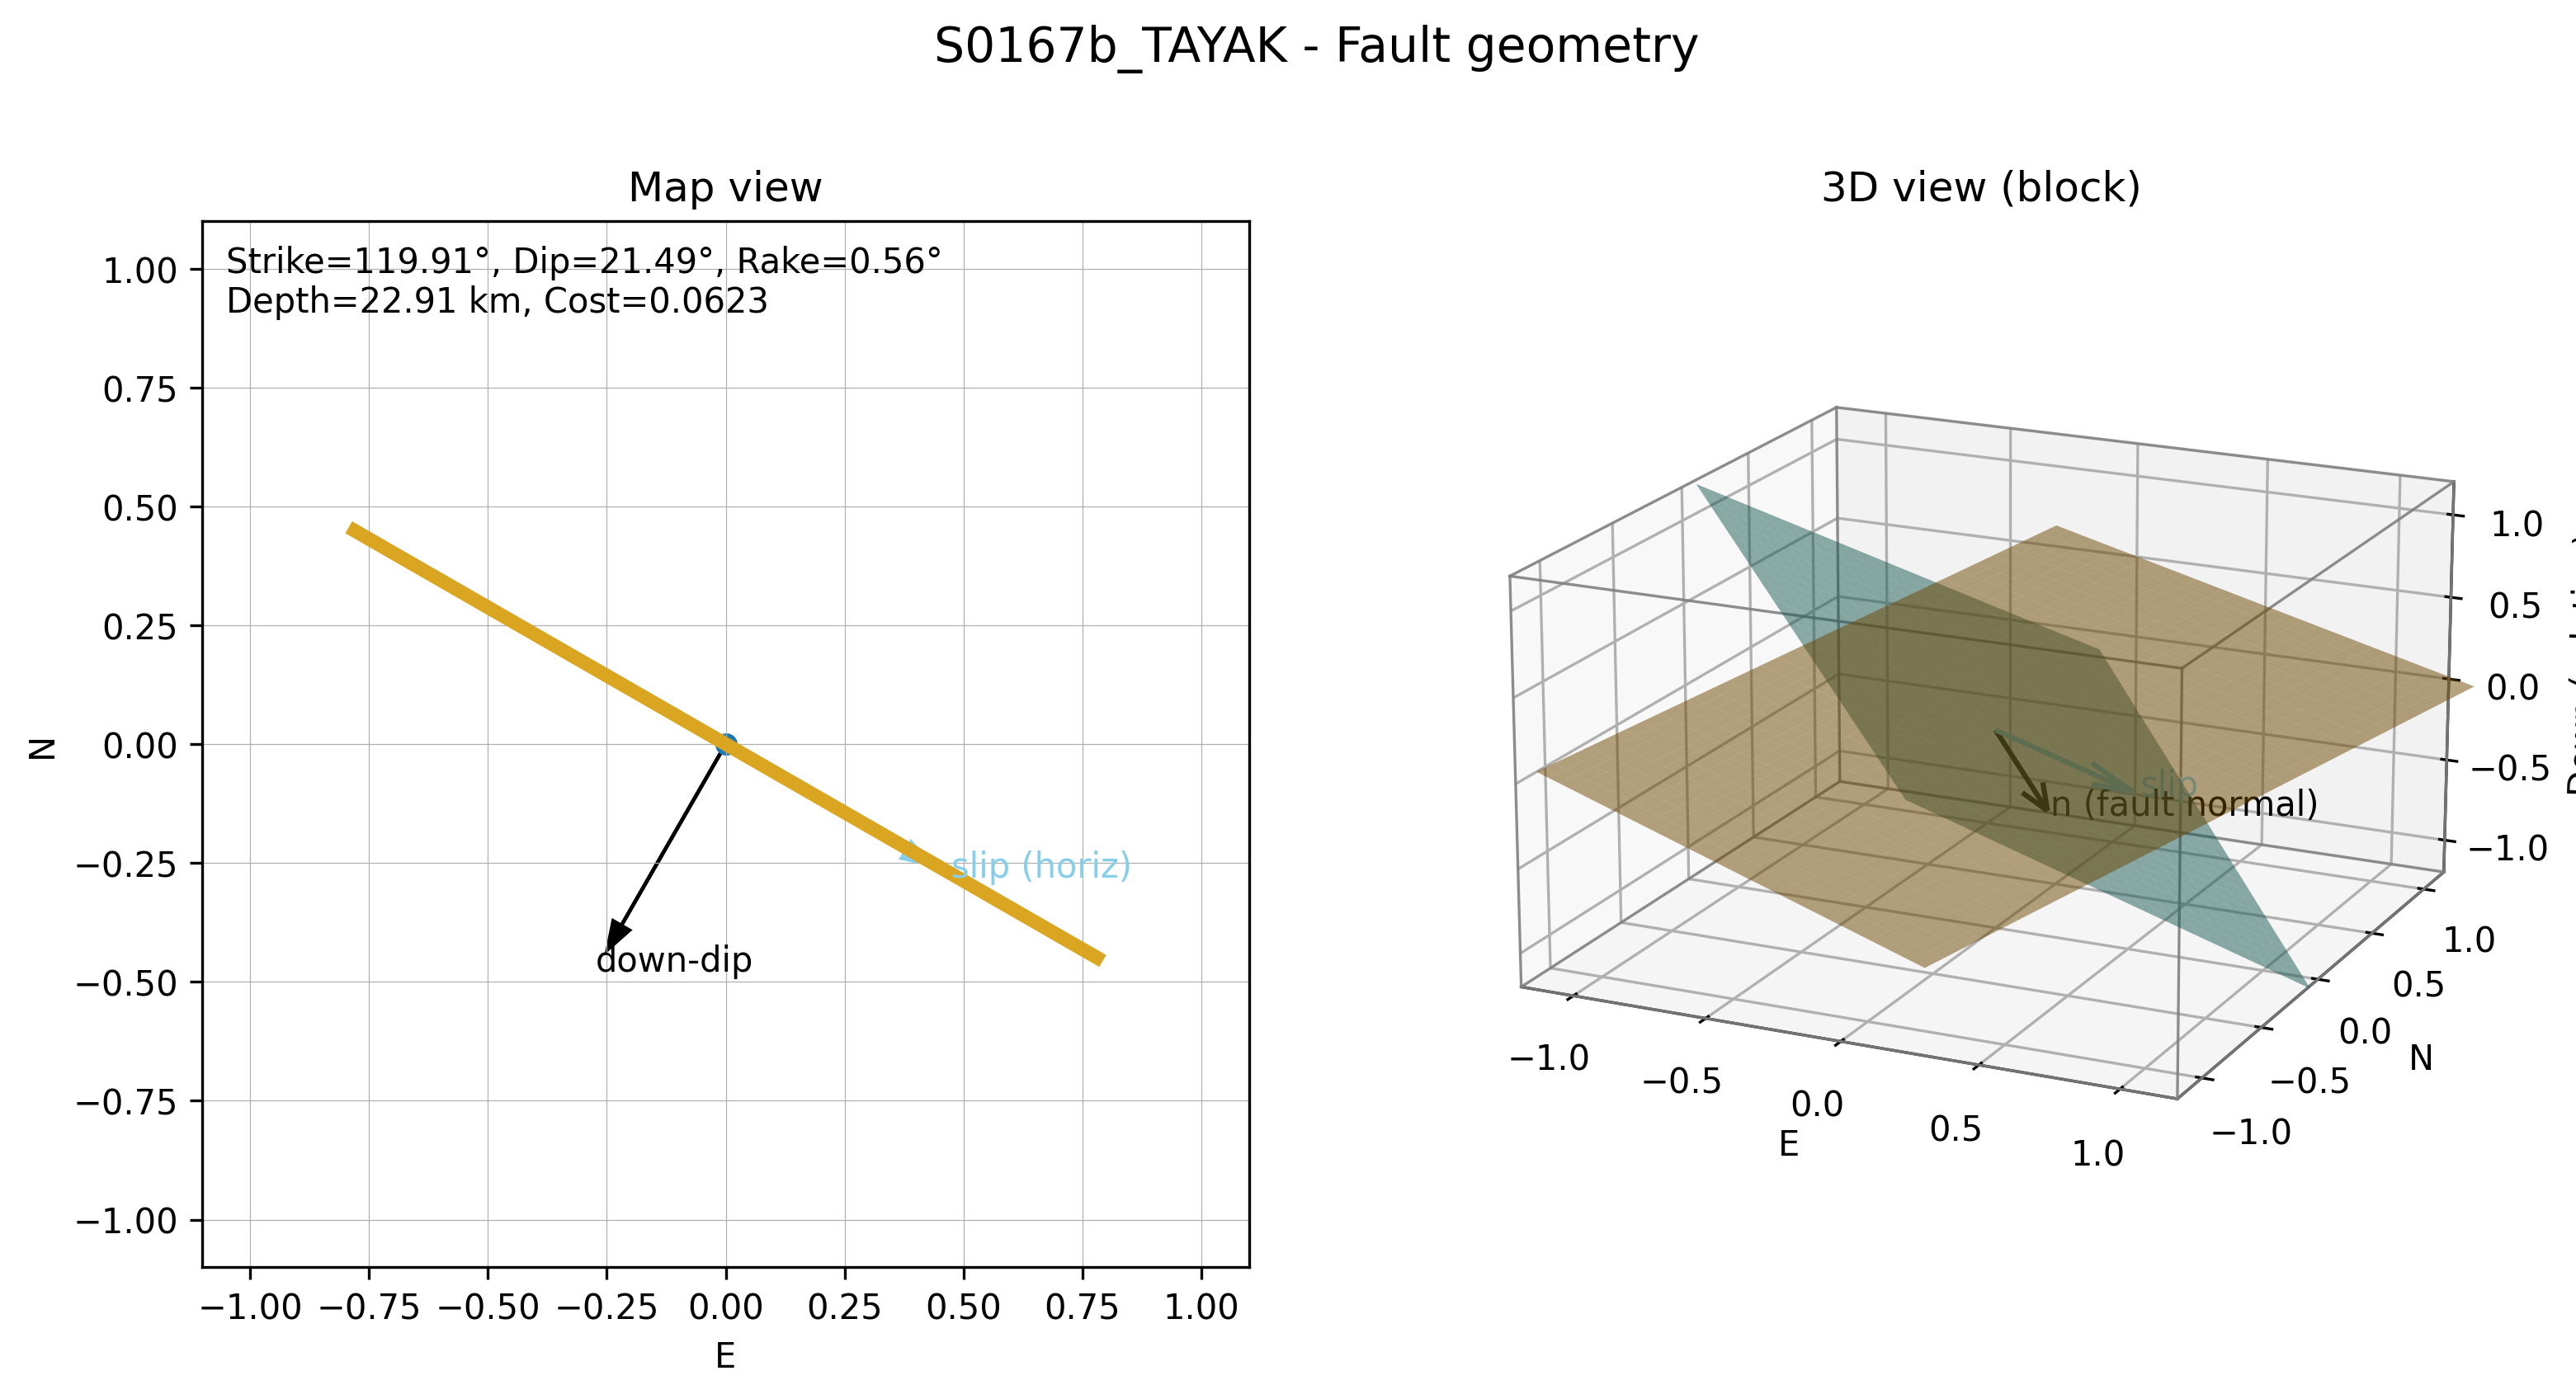 S0167b_TAYAK - Fault geometry
Map view
Strike=119.91°, Dip=21.49°, Rake=0.56°
Depth=22.91 km, Cost=0.0623
1.00
0.75
0.50
0.25
0.00
−0.25
−0.50
−0.75
−1.00
N
slip (horiz)
down-dip
−1.00 −0.75 −0.50 −0.25 0.00 0.25 0.50 0.75 1.00
E
3D view (block)
slip
n (fault normal)
1.0
0.5
0.0
−0.5
−1.0
1.0
0.5
0.0
−0.5
−1.0
N
−1.0
−0.5
0.0
0.5
1.0
E